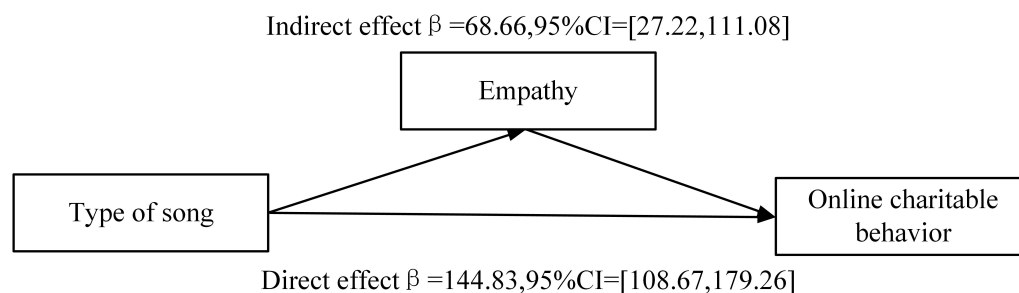 Indirect effect β=68.66,95%CI=[27.22,111.08]
Empathy
Type of song
Online charitable
behavior
Direct effect β=144.83,95%CI=[108.67,179.26]